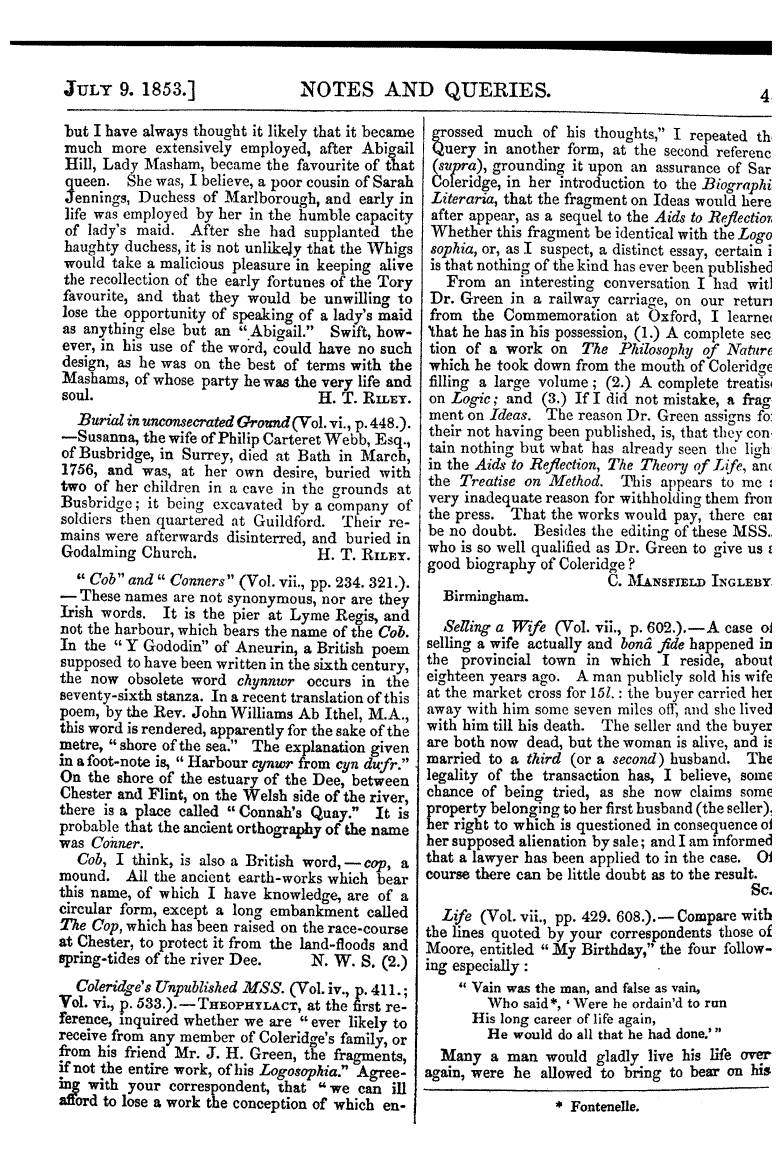 JULY 9. 1853.] NOTES AND QUERIES. 4
but I have always thought it likely that it became
much more extensively employed, after Abigail
Hill, Lady Masham, became the favourite of that
queen. She was, I believe, a poor cousin of Sarah
Jennings, Duchess of Marlborough, and early in
life was employed by her in the humble capacity
of lady's maid. After she had supplanted the
haughty duchess, it is not unlikely that the Whigs
would take a malicious pleasure in keeping alive
the recollection of the early fortunes of the Tory
favourite, and that they would be unwilling to
lose the opportunity of speaking of a lady's maid
as anything else but an "Abigail." Swift, how-
ever, in his use of the word, could have no such
design, as he was on the best of terms with the
Mashams, of whose party he was the very life and
soul. H. T. RILEY.
Burial in unconsecrated Ground (Vol. vi., p. 448.).
—Susanna, the wife of Philip Carteret Webb, Esq.,
of Busbridge, in Surrey, died at Bath in March,
1756, and was, at her own desire, buried with
two of her children in a cave in the grounds at
Busbridge; it being excavated by a company of
soldiers then quartered at Guildford. Their re-
mains were afterwards disinterred, and buried in
Godalming Church. H. T. RILEY.
"Cob" and "Conners" (Vol. vii., pp. 234. 321.).
— These names are not synonymous, nor are they
Irish words. It is the pier at Lyme Regis, and
not the harbour, which bears the name of the Cob.
In the "Y Gododin" of Aneurin, a British poem
supposed to have been written in the sixth century,
the now obsolete word chynnwr occurs in the
seventy-sixth stanza. In a recent translation of this
poem, by the Rev. John Williams Ab Ithel, M.A.,
this word is rendered, apparently for the sake of the
metre, "shore of the sea." The explanation given
in a foot-note is, "Harbour cynwr from cyn dwfr."
On the shore of the estuary of the Dee, between
Chester and Flint, on the Welsh side of the river,
there is a place called "Connah's Quay." It is
probable that the ancient orthography of the name
was Conner.
Cob, I think, is also a British word,—cop, a
mound. All the ancient earth-works which bear
this name, of which I have knowledge, are of a
circular form, except a long embankment called
The Cop, which has been raised on the race-course
at Chester, to protect it from the land-floods and
spring-tides of the river Dee. N. W. S. (2.)
Coleridge's Unpublished MSS. (Vol. iv., p. 411.;
Vol. vi., p. 533.).—THEOPHYLACT, at the first re-
ference, inquired whether we are "ever likely to
receive from any member of Coleridge's family, or
from his friend Mr. J. H. Green, the fragments,
if not the entire work, of his Logosophia." Agree-
ing with your correspondent, that "we can ill
afford to lose a work the conception of which en-
grossed much of his thoughts," I repeated th
Query in another form, at the second referenc
(supra), grounding it upon an assurance of Sar
Coleridge, in her introduction to the Biographi
Literaria, that the fragment on Ideas would here
after appear, as a sequel to the Aids to Reflection
Whether this fragment be identical with the Logo
sophia, or, as I suspect, a distinct essay, certain i
is that nothing of the kind has ever been published
From an interesting conversation I had with
Dr. Green in a railway carriage, on our return
from the Commemoration at Oxford, I learne
that he has in his possession, (1.) A complete sec
tion of a work on The Philosophy of Nature
which he took down from the mouth of Coleridge
filling a large volume; (2.) A complete treatis
on Logic; and (3.) If I did not mistake, a frag
ment on Ideas. The reason Dr. Green assigns fo
their not having been published, is, that they con
tain nothing but what has already seen the ligh
in the Aids to Reflection, The Theory of Life, an
the Treatise on Method. This appears to me a
very inadequate reason for withholding them from
the press. That the works would pay, there can
be no doubt. Besides the editing of these MSS.
who is so well qualified as Dr. Green to give us a
good biography of Coleridge?
C. MANSFIELD INGLEBY
Birmingham.
Selling a Wife (Vol. vii., p. 602.).—A case of
selling a wife actually and bonâ fide happened in
the provincial town in which I reside, about
eighteen years ago. A man publicly sold his wife
at the market cross for 15l.: the buyer carried her
away with him some seven miles off, and she lived
with him till his death. The seller and the buyer
are both now dead, but the woman is alive, and is
married to a third (or a second) husband. The
legality of the transaction has, I believe, some
chance of being tried, as she now claims some
property belonging to her first husband (the seller),
her right to which is questioned in consequence of
her supposed alienation by sale; and I am informed
that a lawyer has been applied to in the case. Of
course there can be little doubt as to the result.
SC.
Life (Vol. vii., pp. 429. 608.).—Compare with
the lines quoted by your correspondents those of
Moore, entitled "My Birthday," the four follow-
ing especially:
"Vain was the man, and false as vain,
Who said*, 'Were he ordain'd to run
His long career of life again,
He would do all that he had done.'"
Many a man would gladly live his life over
again, were he allowed to bring to bear on his
* Fontenelle.